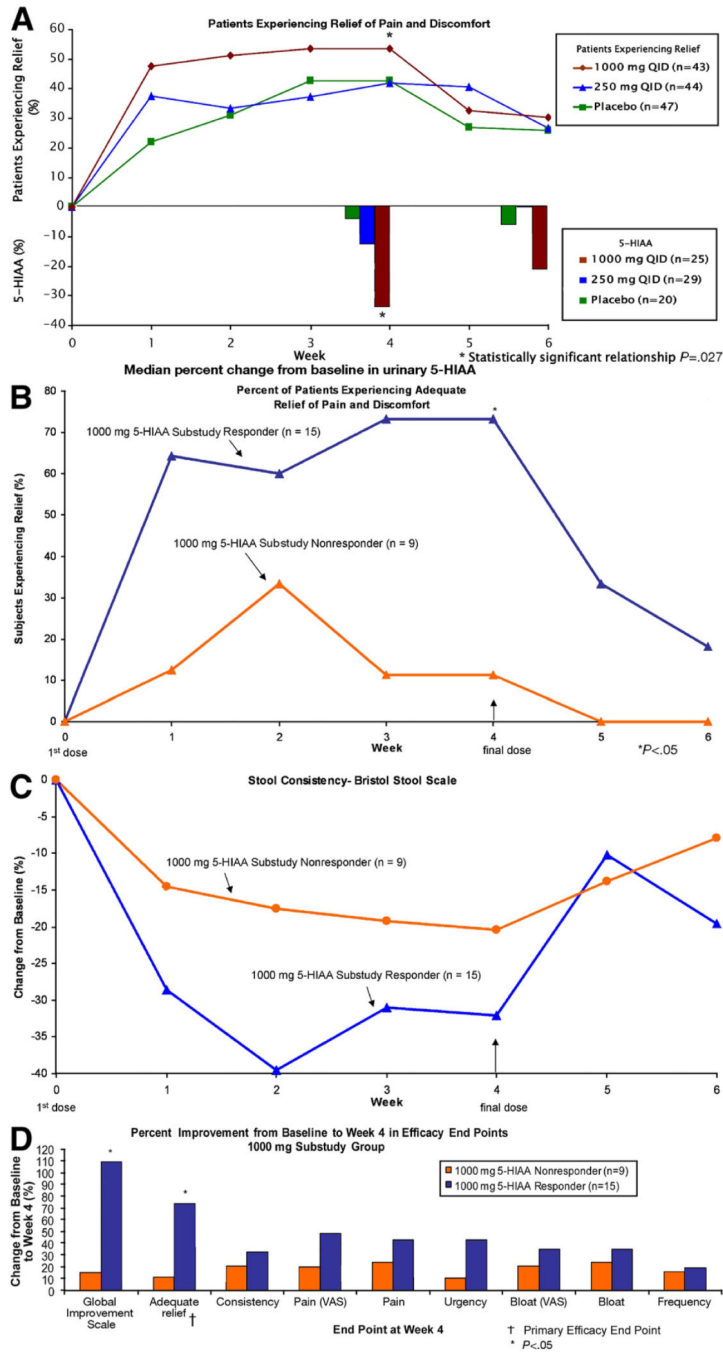 A
Patients Experiencing Relief of Pain and Discomfort
Patients Experiencing Relief
(%)
60
50
40
30
20
10
0
*
Patients Experiencing Relief
1000 mg QID (n=43)
250 mg QID (n=44)
Placebo (n=47)
5-HIAA (%)
-10
-20
-30
-40
*
5-HIAA
1000 mg QID (n=25)
250 mg QID (n=29)
Placebo (n=20)
0 1 2 3 4 5 6
Week
* Statistically significant relationship P=.027
Median percent change from baseline in urinary 5-HIAA
B
Percent of Patients Experiencing Adequate
Relief of Pain and Discomfort
Subjects Experiencing Relief (%)
80
70
60
50
40
30
20
10
0
1000 mg 5-HIAA Substudy Responder (n = 15)
*
1000 mg 5-HIAA Substudy Nonresponder (n = 9)
0 1 2 3 4 5 6
1st dose
Week
final dose
*P<.05
C
Stool Consistency- Bristol Stool Scale
Change from Baseline (%)
0
-5
-10
-15
-20
-25
-30
-35
-40
1000 mg 5-HIAA Substudy Nonresponder (n = 9)
1000 mg 5-HIAA Substudy Responder (n = 15)
0 1 2 3 4 5 6
1st dose
Week
final dose
D
Percent Improvement from Baseline to Week 4 in Efficacy End Points
1000 mg Substudy Group
Change from Baseline
to Week 4 (%)
120
110
100
90
80
70
60
50
40
30
20
10
0
*
*
1000 mg 5-HIAA Nonresponder (n=9)
1000 mg 5-HIAA Responder (n=15)
Global
Improvement
Scale
Adequate
relief †
Consistency
Pain (VAS)
Pain
Urgency
Bloat (VAS)
Bloat
Frequency
End Point at Week 4
† Primary Efficacy End Point
* P<.05